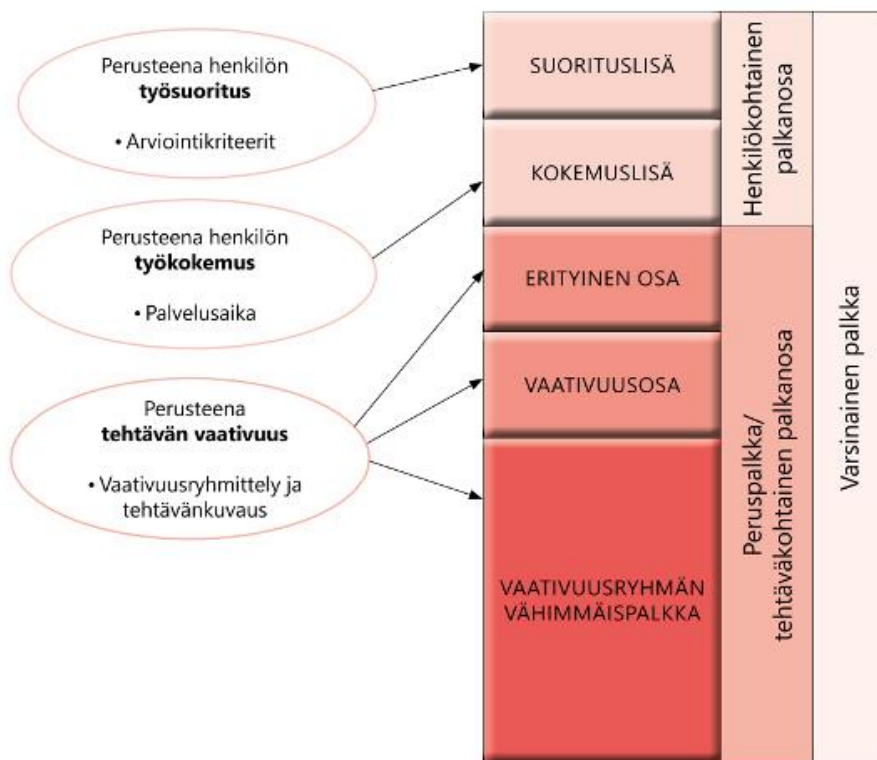 Perusteena henkilön
työsuoritus
• Arviointikriteerit
Perusteena henkilön
työkokemus
• Palvelusaika
Perusteena
tehtävän vaativuus
• Vaativuusryhmittely ja
tehtävänkuvaus
SUORITUSLISÄ
KOKEMUSLISÄ
ERITYINEN OSA
VAATIVUUSOSA
VAATIVUUSRYHMÄN
VÄHIMMÄISPALKKA
Henkilökohtainen
palkanosa
Peruspalkka/
tehtäväkohtainen palkanosa
Varsinainen palkka